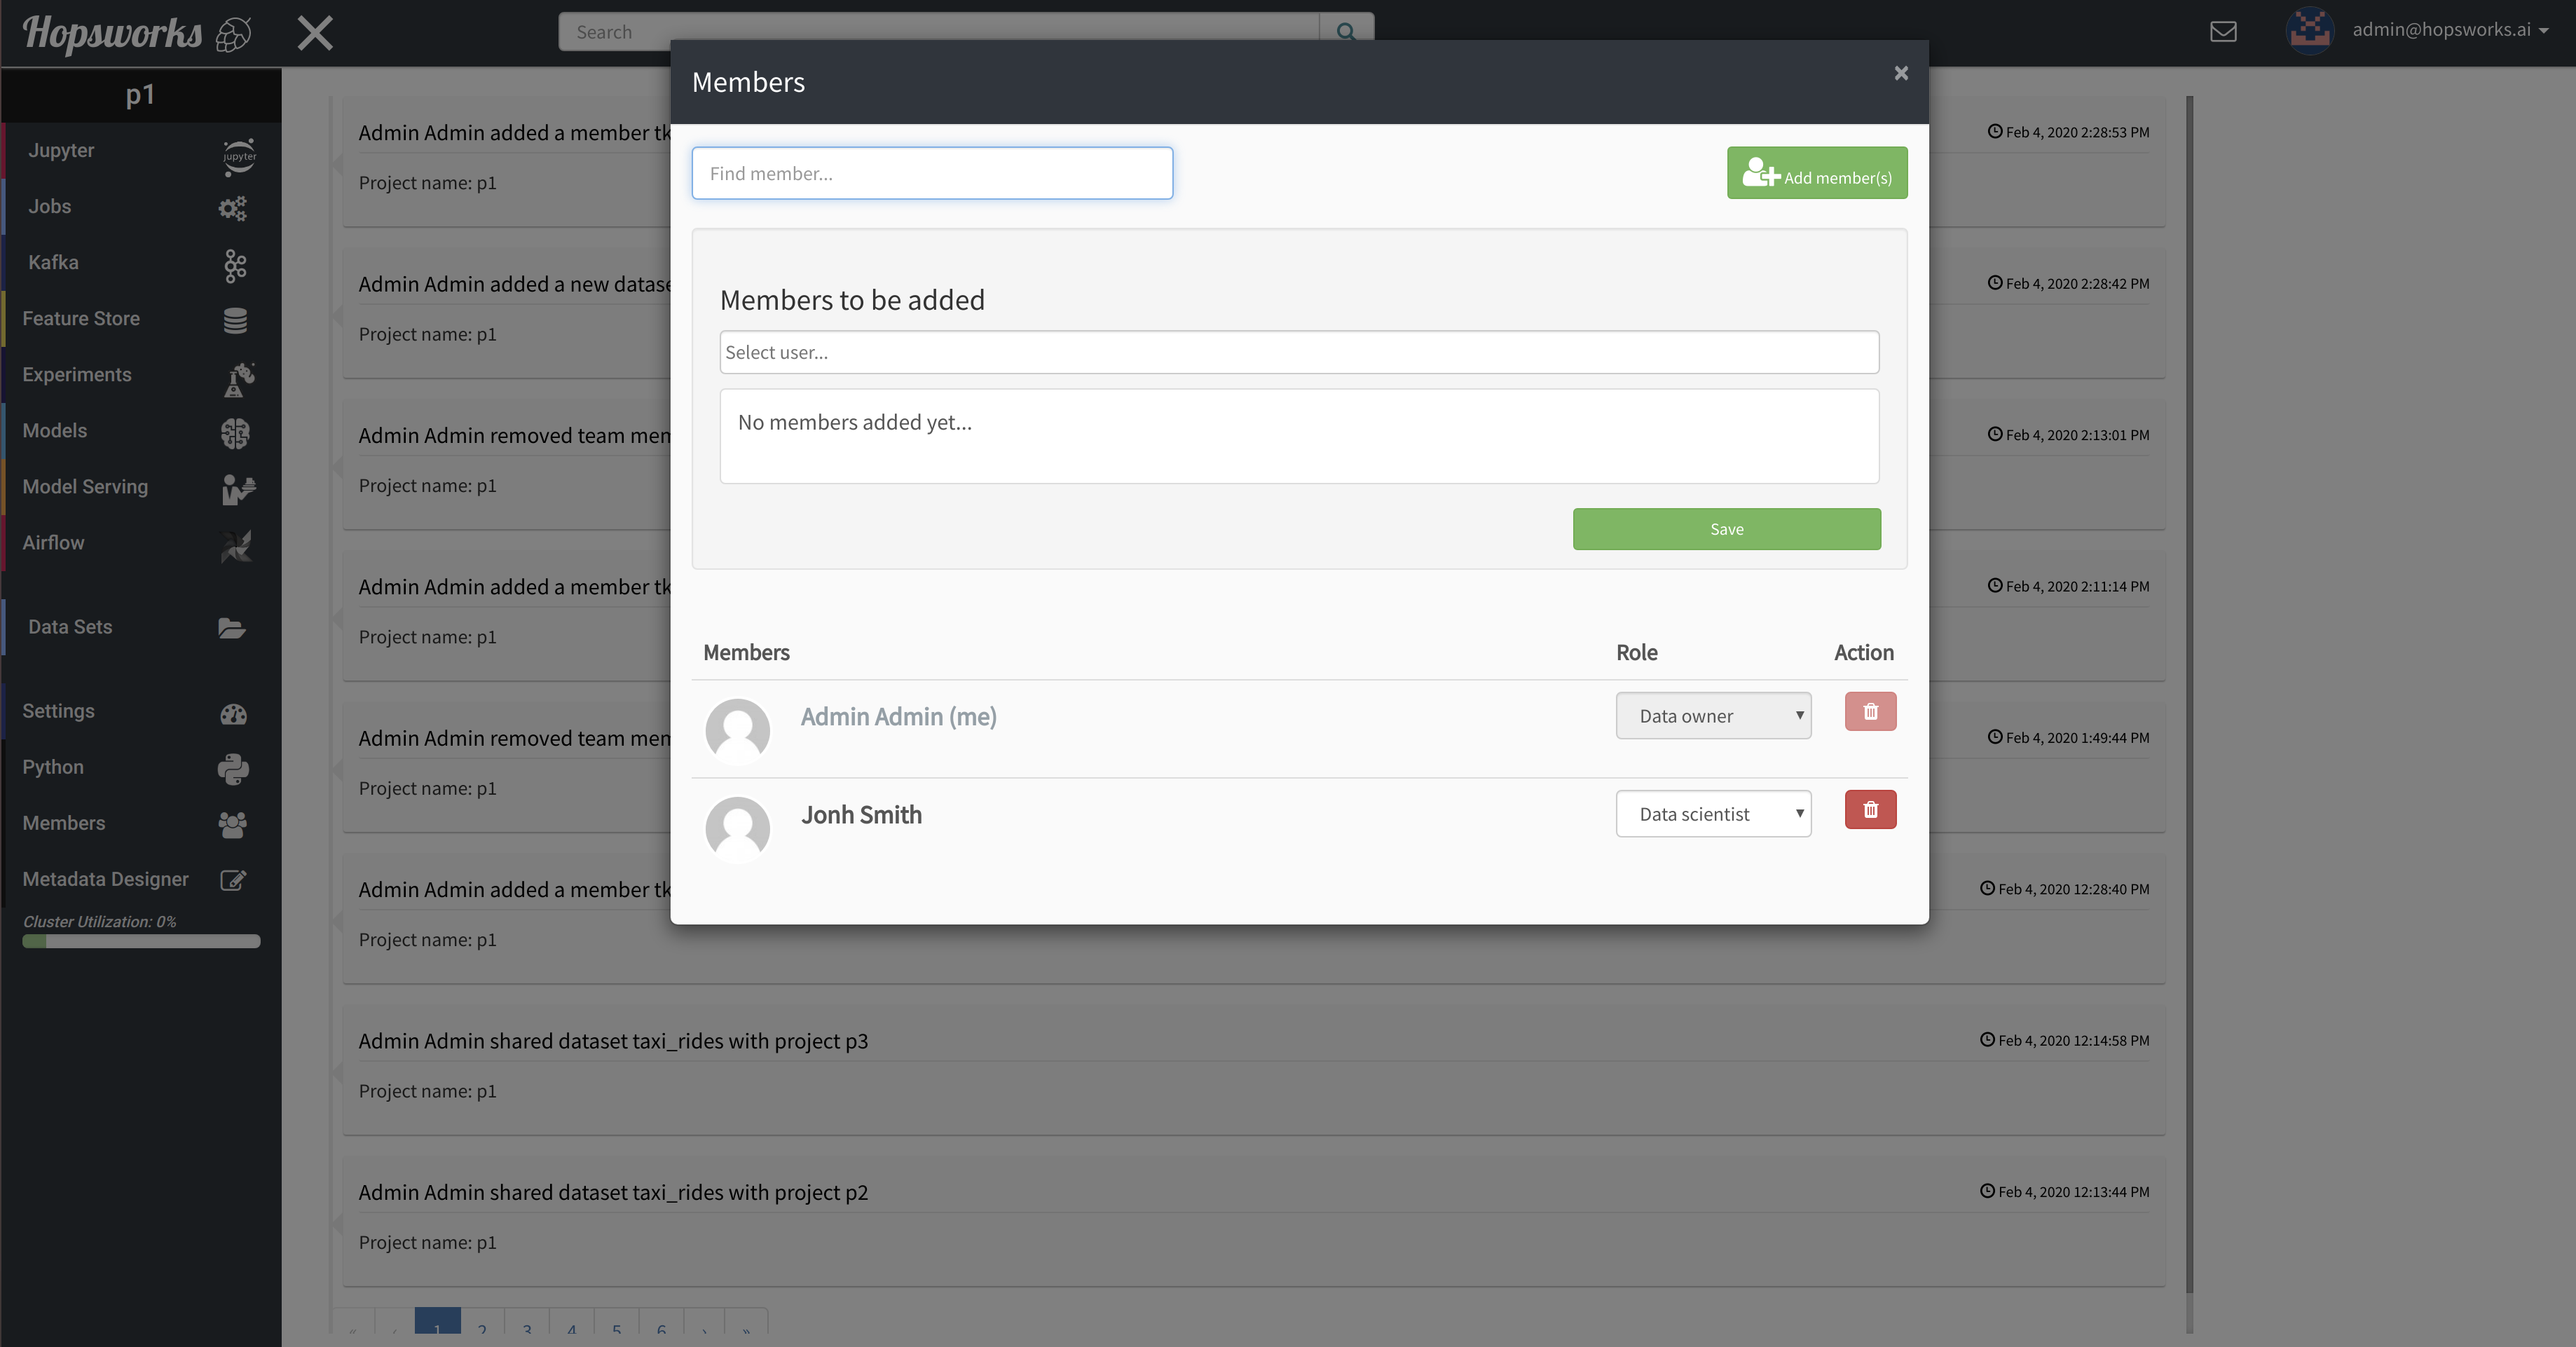 Hopsworks
Search
admin@hopsworks.ai
p1
Jupyter
jupyter
Jobs
Kafka
Feature Store
Experiments
Models
Model Serving
Airflow
Data Sets
Settings
Python
Members
Metadata Designer
Cluster Utilization: 0%
Members
×
Find member...
Add member(s)
Members to be added
Select user...
No members added yet...
Save
Members Role Action
Admin Admin (me) Data owner
Jonh Smith Data scientist
Admin Admin added a member
Feb 4, 2020 2:28:53 PM
Project name: p1
Admin Admin added a new
Feb 4, 2020 2:28:42 PM
Project name: p1
Admin Admin removed team
Feb 4, 2020 2:13:01 PM
Project name: p1
Admin Admin added a member
Feb 4, 2020 2:11:14 PM
Project name: p1
Admin Admin removed team
Feb 4, 2020 1:49:44 PM
Project name: p1
Admin Admin added a member
Feb 4, 2020 12:28:40 PM
Project name: p1
Admin Admin shared dataset taxi_rides with project p3
Feb 4, 2020 12:14:58 PM
Project name: p1
Admin Admin shared dataset taxi_rides with project p2
Feb 4, 2020 12:13:44 PM
Project name: p1
« ‹ 1 2 3 4 5 6 › »